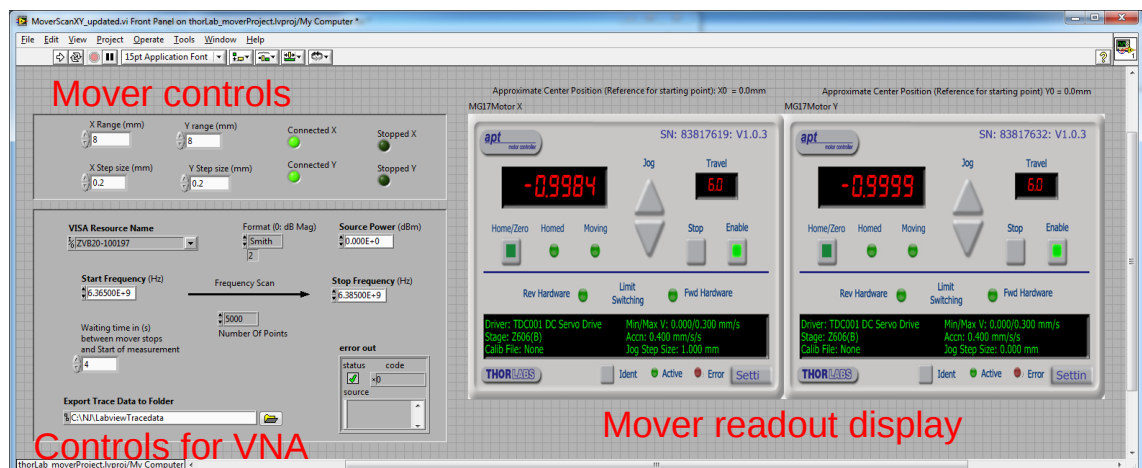 MoverScanXY_updated.vi Front Panel on thorLab_moverProject.lvproj/My Computer *
File Edit View Project Operate Tools Window Help
15pt Application Font
Mover controls
X Range (mm)
8
Y range (mm)
8
Connected X
Stopped X
X Step size (mm)
0.2
Y Step size (mm)
0.2
Connected Y
Stopped Y
VISA Resource Name
ZVB20-100197
Format (0: dB Mag)
Smith
2
Source Power (dBm)
0.000E+0
Start Frequency (Hz)
6.36500E+9
Frequency Scan
Stop Frequency (Hz)
6.38500E+9
5000
Number Of Points
Waiting time in (s)
between mover stops
and Start of measurement
4
error out
status code
×0
source
Export Trace Data to Folder
C:\NJ\LabviewTracedata
Controls for VNA
thorLab_moverProject.lvproj/My Computer
Approximate Center Position (Reference for starting point): X0 = 0.0mm
MG17Motor X
apt
motor controller
SN: 83817619: V1.0.3
-0.9984
Jog
Travel
6.0
Home/Zero Homed Moving
Stop Enable
Rev Hardware
Limit
Switching
Fwd Hardware
Driver: TDC001 DC Servo Drive Min/Max V: 0.000/0.300 mm/s
Stage: Z606(B) Accn: 0.400 mm/s/s
Calib File: None Jog Step Size: 1.000 mm
THORLABS
Ident Active Error Setti
Approximate Center Position (Reference for starting point) Y0 = 0.0mm
MG17Motor Y
apt
motor controller
SN: 83817632: V1.0.3
-0.9999
Jog
Travel
6.0
Home/Zero Homed Moving
Stop Enable
Rev Hardware
Limit
Switching
Fwd Hardware
Driver: TDC001 DC Servo Drive Min/Max V: 0.000/0.300 mm/s
Stage: Z606(B) Accn: 0.400 mm/s/s
Calib File: None Jog Step Size: 0.000 mm
THORLABS
Ident Active Error Settin
Mover readout display